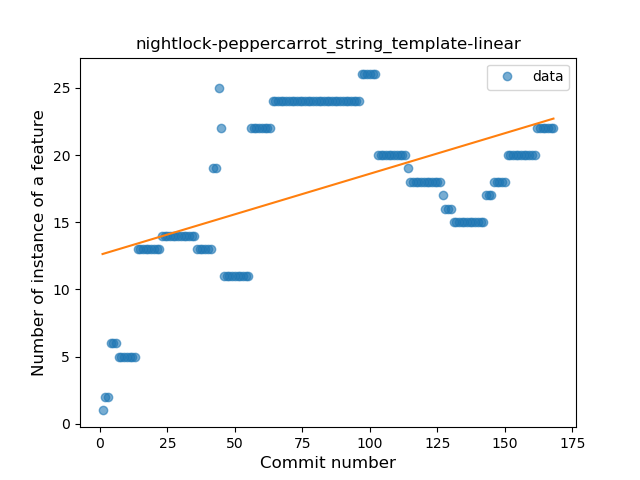 nightlock-peppercarrot_string_template-linear
data
Number of instance of a feature
25
20
15
10
5
0
0 25 50 75 100 125 150 175
Commit number